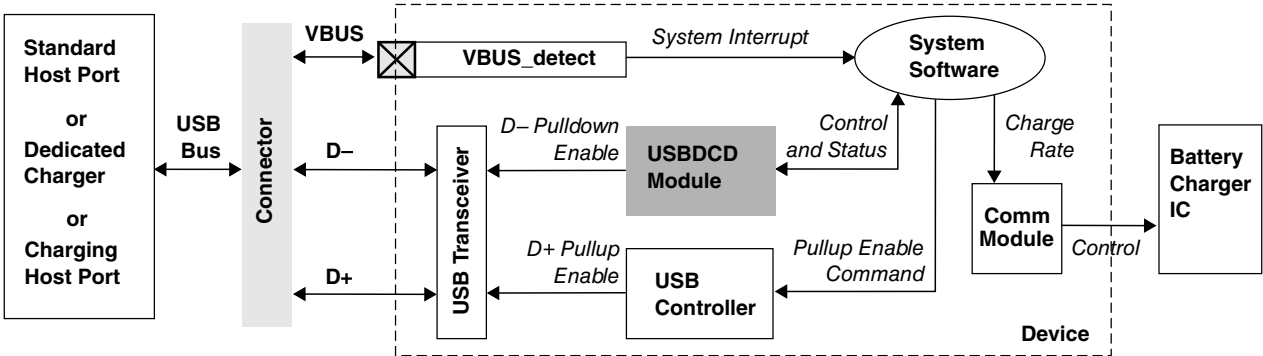 Standard
Host Port
or
Dedicated
Charger
or
Charging
Host Port
USB
Bus
Connector
VBUS
D–
D+
VBUS_detect
System Interrupt
System
Software
USB Transceiver
D– Pulldown
Enable
USBDCD
Module
Control
and Status
Charge
Rate
D+ Pullup
Enable
USB
Controller
Pullup Enable
Command
Comm
Module
Control
Battery
Charger
IC
Device